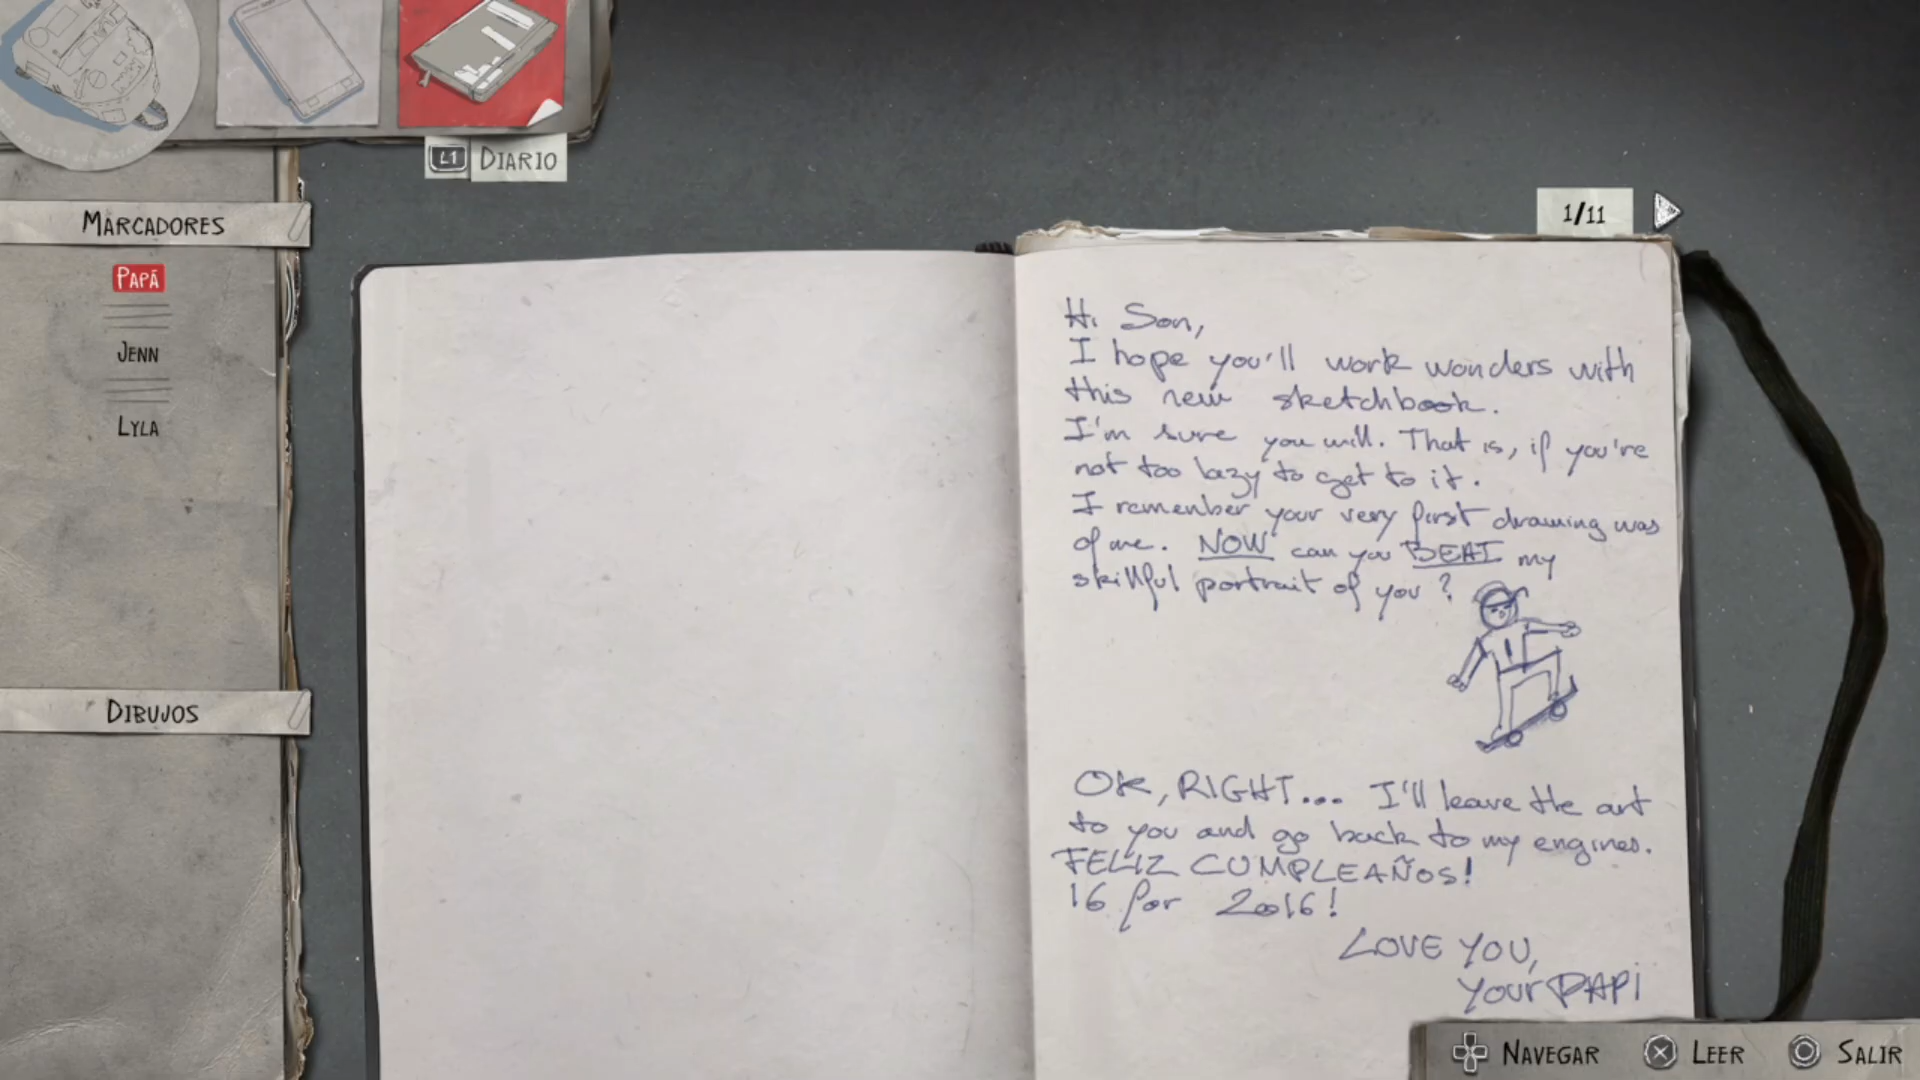 L1 DIARIO
MARCADORES
PAPÁ
JENN
LYLA
DIBUJOS
1/11
Hi Son,
I hope you'll work wonders with
this new sketchbook.
I'm sure you will. That is, if you're
not too lazy to get to it.
I remenber your very first drawing was
of me. NOW can you BEAT my
skillful portrait of you?
OK, RIGHT... I'll leave the art
to you and go back to my engines.
FELIZ CUMPLEAÑOS!
16 for 2016!
LOVE YOU,
Your PAPI
NAVEGAR LEER SALIR